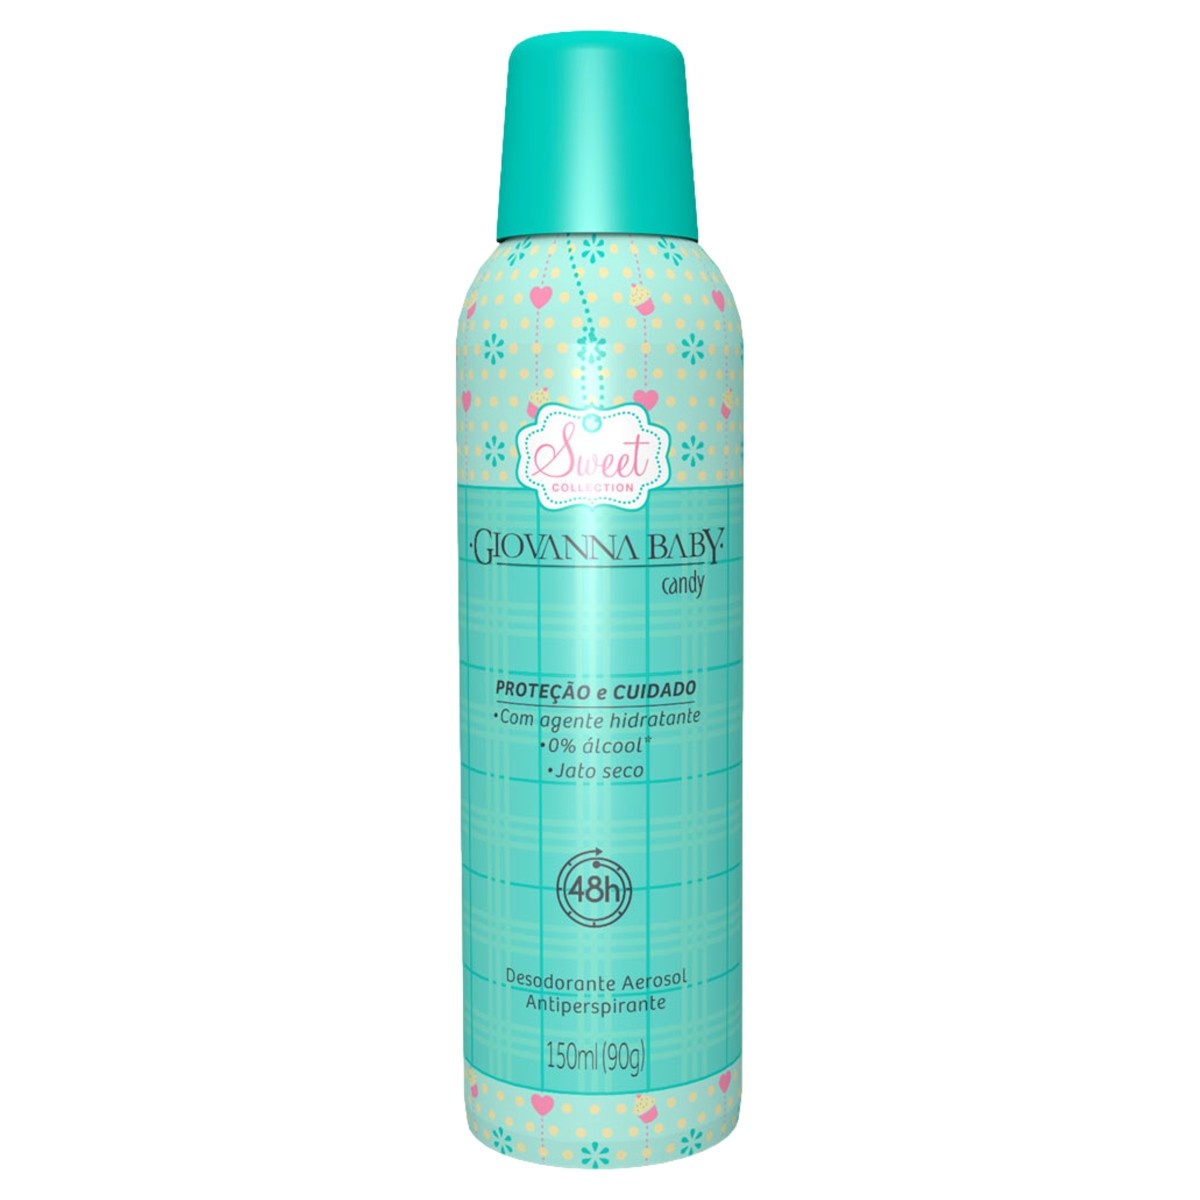 Sweet
COLLECTION
·GIOVANNA BABY·
candy
PROTEÇÃO e CUIDADO
•Com agente hidratante
•0% álcool*
•Jato seco
48h
Desodorante Aerosol
Antiperspirante
150ml (90g)